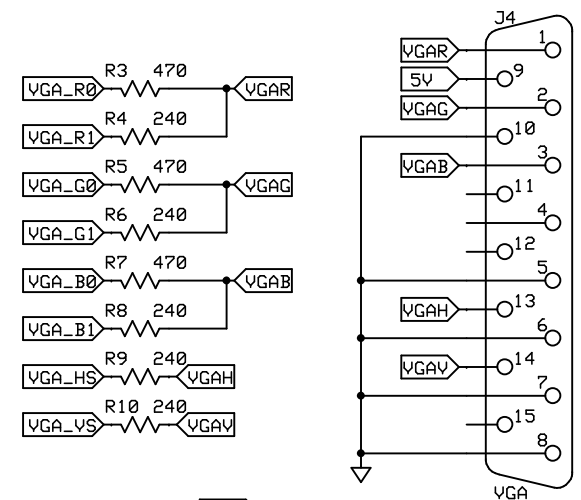 R3 470
VGA_R0
VGAR
R4 240
VGA_R1
R5 470
VGA_G0
VGAG
R6 240
VGA_G1
R7 470
VGA_B0
VGAB
R8 240
VGA_B1
R9 240
VGA_HS
VGAH
R10 240
VGA_VS
VGAV
J4
VGAR 1
5V 9
VGAG 2
10
VGAB 3
11
4
12
5
VGAH 13
6
VGAV 14
7
15
8
VGA